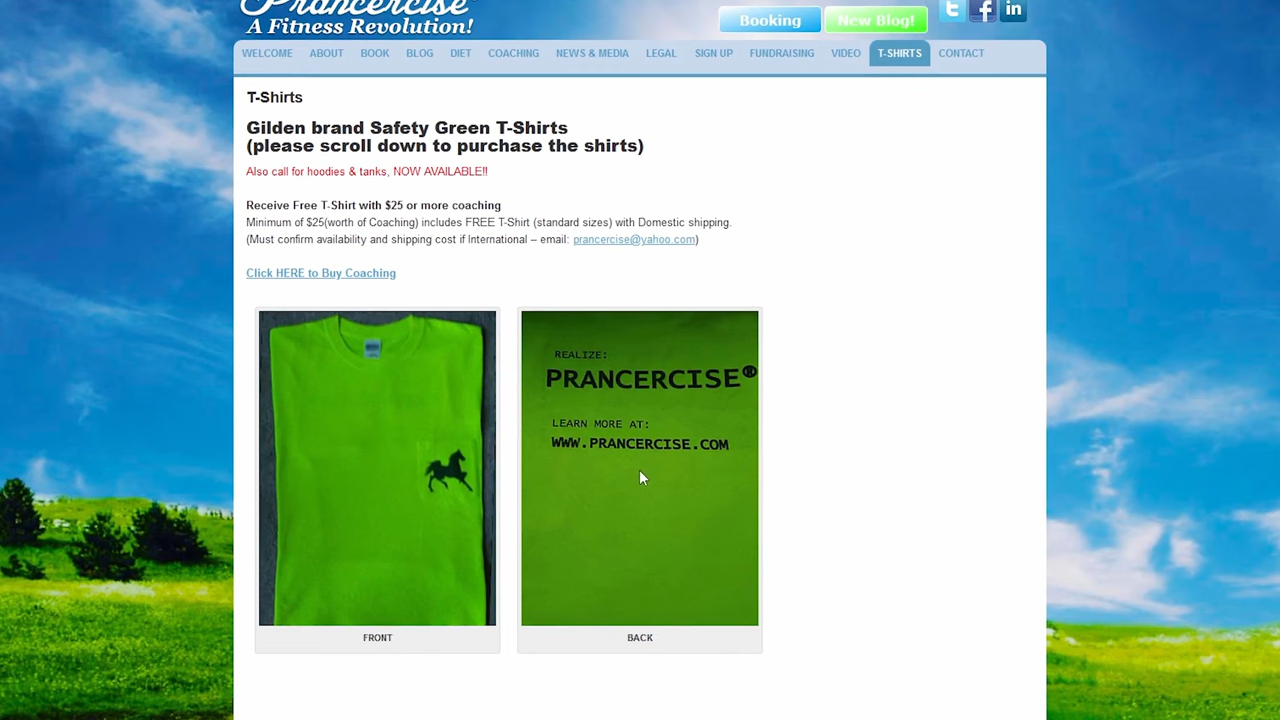 Prancercise
A Fitness Revolution!
Booking
New Blog!
WELCOME ABOUT BOOK BLOG DIET COACHING NEWS & MEDIA LEGAL SIGN UP FUNDRAISING VIDEO T-SHIRTS CONTACT
T-Shirts
Gilden brand Safety Green T-Shirts
(please scroll down to purchase the shirts)
Also call for hoodies & tanks, NOW AVAILABLE!!
Receive Free T-Shirt with $25 or more coaching
Minimum of $25(worth of Coaching) includes FREE T-Shirt (standard sizes) with Domestic shipping.
(Must confirm availability and shipping cost if International – email: prancercise@yahoo.com)
Click HERE to Buy Coaching
REALIZE:
PRANCERCISE®
LEARN MORE AT:
WWW.PRANCERCISE.COM
FRONT
BACK